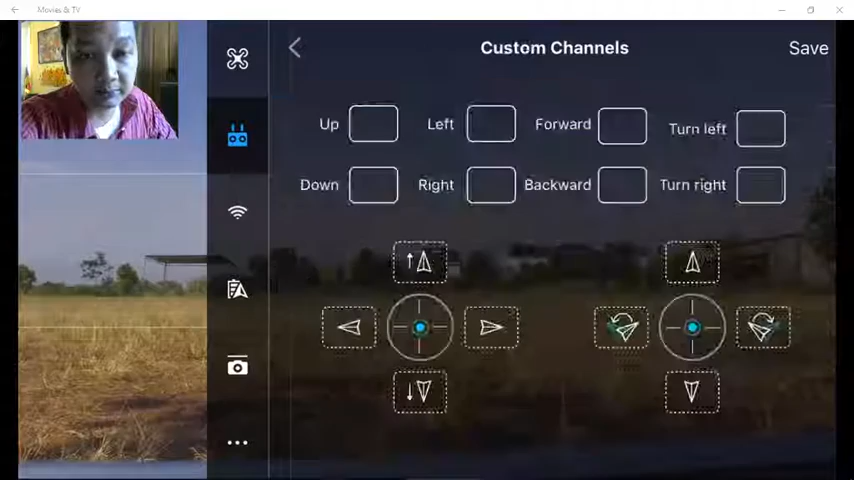 Movies & TV
Custom Channels
Save
Up
Left
Forward
Turn left
Down
Right
Backward
Turn right